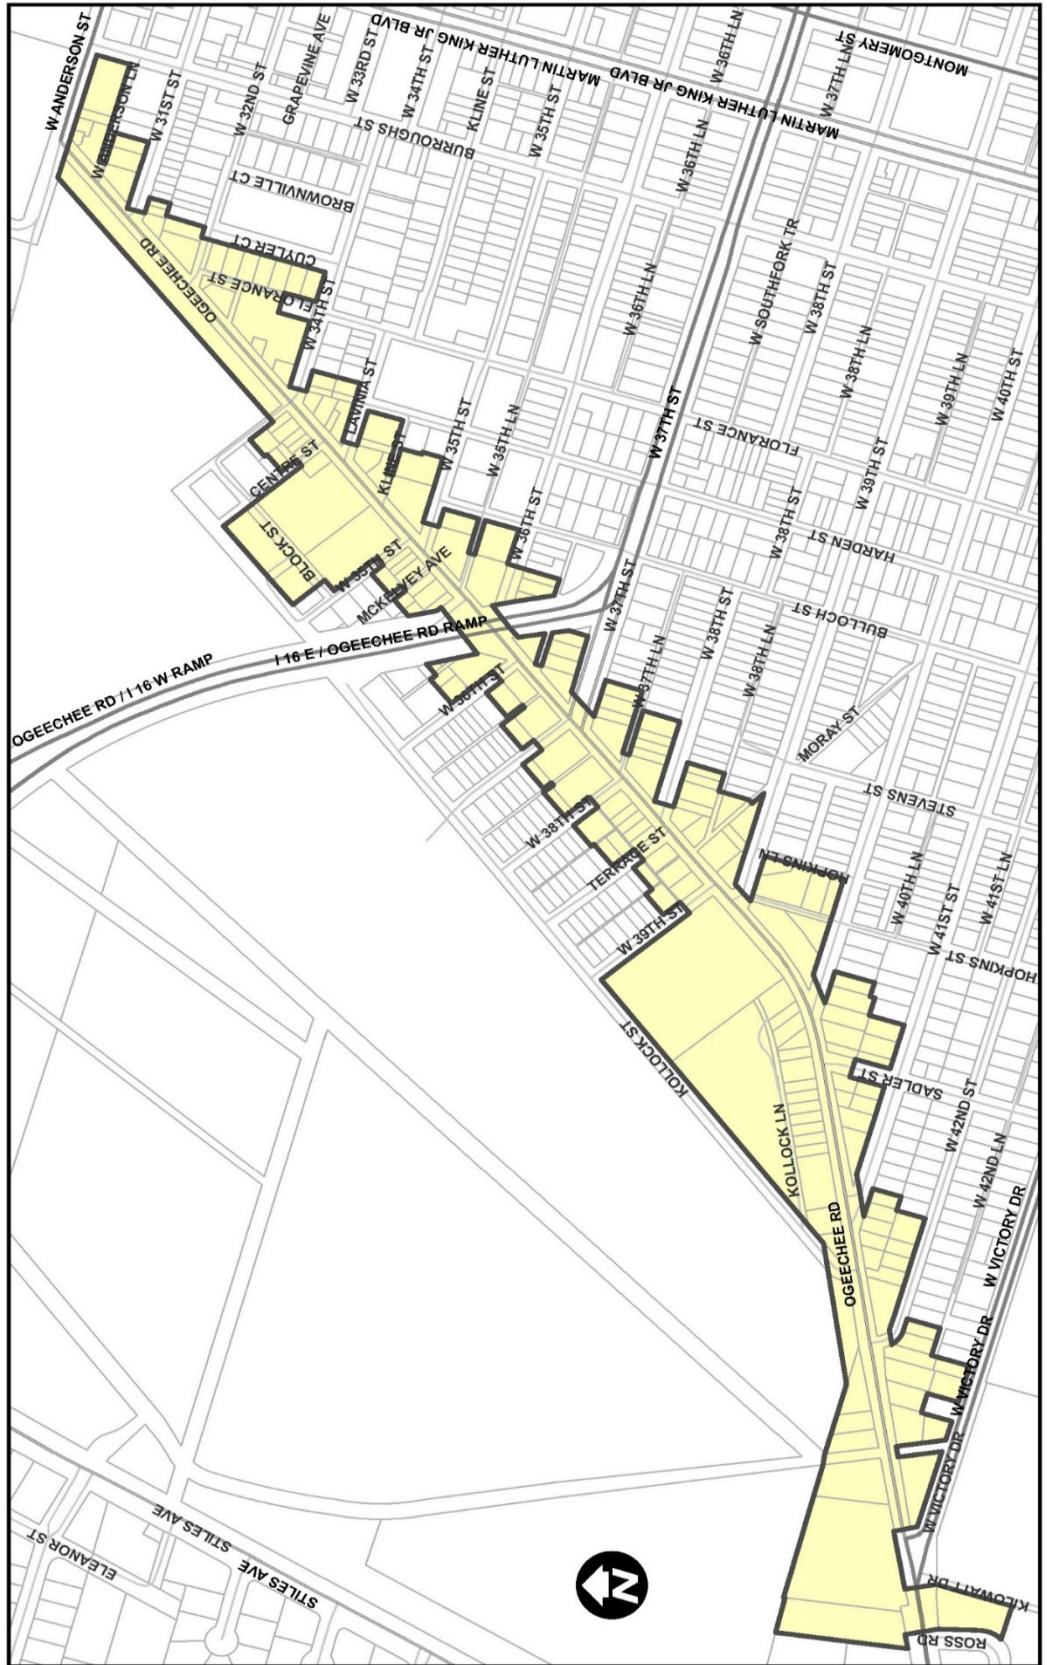 W ANDERSON ST
W ANDERSON LN
W 31ST ST
W 32ND ST
GRAPEVINE AVE
W 33RD ST
W 34TH ST
KLINE ST
W 35TH ST
MARTIN LUTHER KING JR BLVD
MARTIN LUTHER KING JR BLVD
MARTIN LUTHER KING JR BLVD
W 36TH LN
W 37TH LN
MONTGOMERY ST
BURROUGHS ST
BROWNVILLE CT
W 36TH LN
CUYLER CT
FLORANCE ST
OGEECHEE RD
W 34TH ST
W 36TH LN
W SOUTHFORK TR
W 38TH ST
W 38TH LN
W 39TH LN
W 40TH ST
LAVINIA ST
KLINE ST
W 35TH ST
W 35TH LN
W 37TH ST
FLORANCE ST
W 39TH ST
CENTRE ST
BLOCK ST
W 35TH ST
MCKELVEY AVE
W 36TH ST
W 38TH ST
HARDEN ST
W 37TH ST
BULLOCH ST
I 16 E / OGEECHEE RD RAMP
OGEECHEE RD / I 16 W RAMP
W 36TH ST
W 37TH LN
W 38TH ST
W 38TH LN
MORAY ST
STEVENS ST
W 38TH ST
TERRACE ST
W 39TH ST
HOPKINS LN
W 40TH LN
W 41ST ST
W 41ST LN
HOPKINS ST
KOLLOCK ST
KOLLOCK LN
SADLER ST
W 42ND ST
W 42ND LN
W VICTORY DR
OGEECHEE RD
W VICTORY DR
W VICTORY DR
STILES AVE
STILES AVE
ELEANOR ST
N
KILOWATT DR
ROSS RD